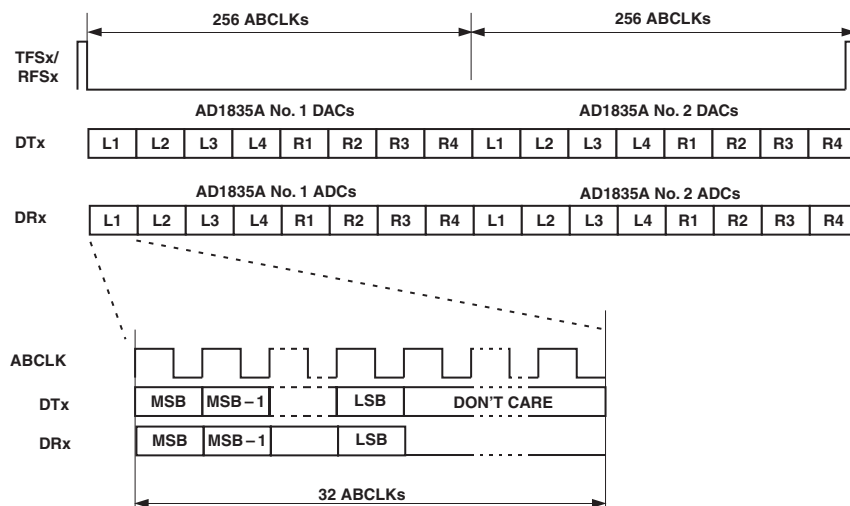 256 ABCLKs 256 ABCLKs
TFSx/
RFSx
AD1835A No. 1 DACs AD1835A No. 2 DACs
DTx L1 L2 L3 L4 R1 R2 R3 R4 L1 L2 L3 L4 R1 R2 R3 R4
AD1835A No. 1 ADCs AD1835A No. 2 ADCs
DRx L1 L2 L3 L4 R1 R2 R3 R4 L1 L2 L3 L4 R1 R2 R3 R4
ABCLK
DTx MSB MSB–1 LSB DON'T CARE
DRx MSB MSB–1 LSB
32 ABCLKs